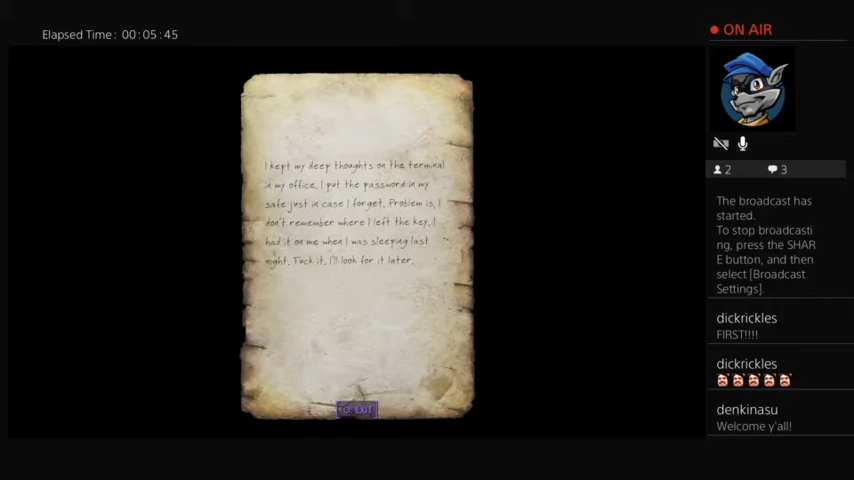 Elapsed Time: 00:05:45
ON AIR
I kept my deep thoughts on the terminal
in my office. I put the password in my
safe just in case I forget. Problem is, I
don't remember where I left the key. I
had it on me when I was sleeping last
night. Fuck it, I'll look for it later.
EXIT
2
3
The broadcast has
started.
To stop broadcasti
ng, press the SHAR
E button, and then
select [Broadcast
Settings].
dickrickles
FIRST!!!!
dickrickles
denkinasu
Welcome y'all!